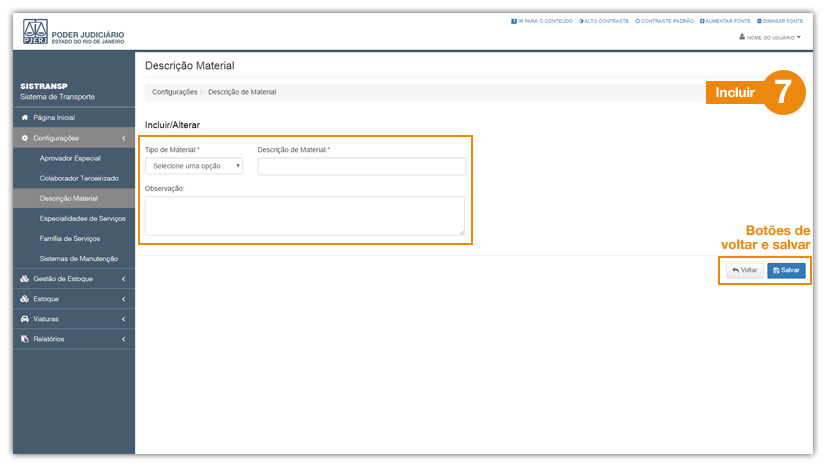 IR PARA O CONTEÚDO ALTO CONTRASTE CONTRASTE PADRÃO AUMENTAR FONTE DIMINUIR FONTE
PJERJ
PODER JUDICIÁRIO
ESTADO DO RIO DE JANEIRO
NOME DO USUÁRIO
SISTRANSP
Sistema de Transporte
Página Inicial
Configurações
Aprovador Especial
Colaborador Terceirizado
Descrição Material
Especialidades de Serviços
Família de Serviços
Sistemas de Manutenção
Gestão de Estoque
Estoque
Viaturas
Relatórios
Descrição Material
Configurações / Descrição de Material
Incluir 7
Incluir/Alterar
Tipo de Material:* Descrição de Material:*
Selecione uma opção
Observação:
Botões de
voltar e salvar
Voltar Salvar